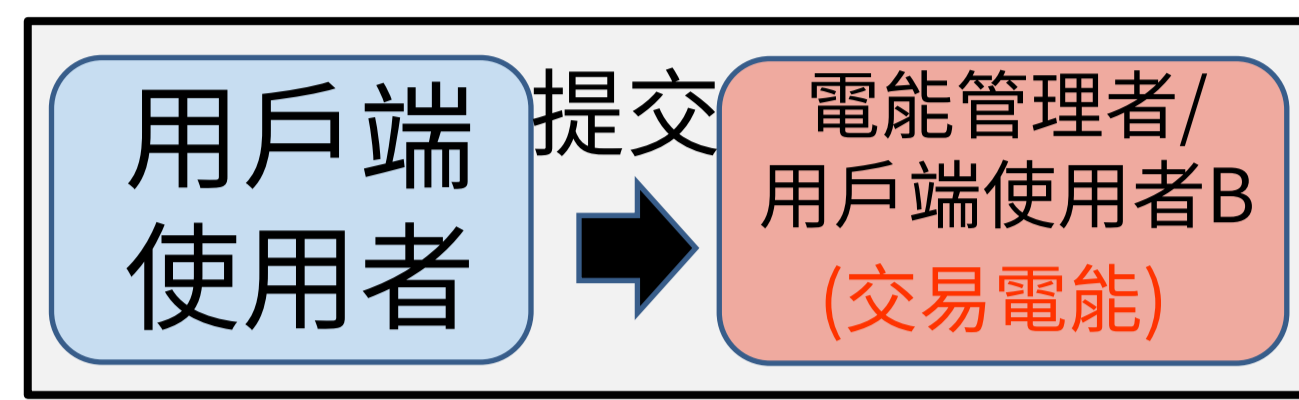 用戶端
使用者
提交
電能管理者/
用戶端使用者B
(交易電能)